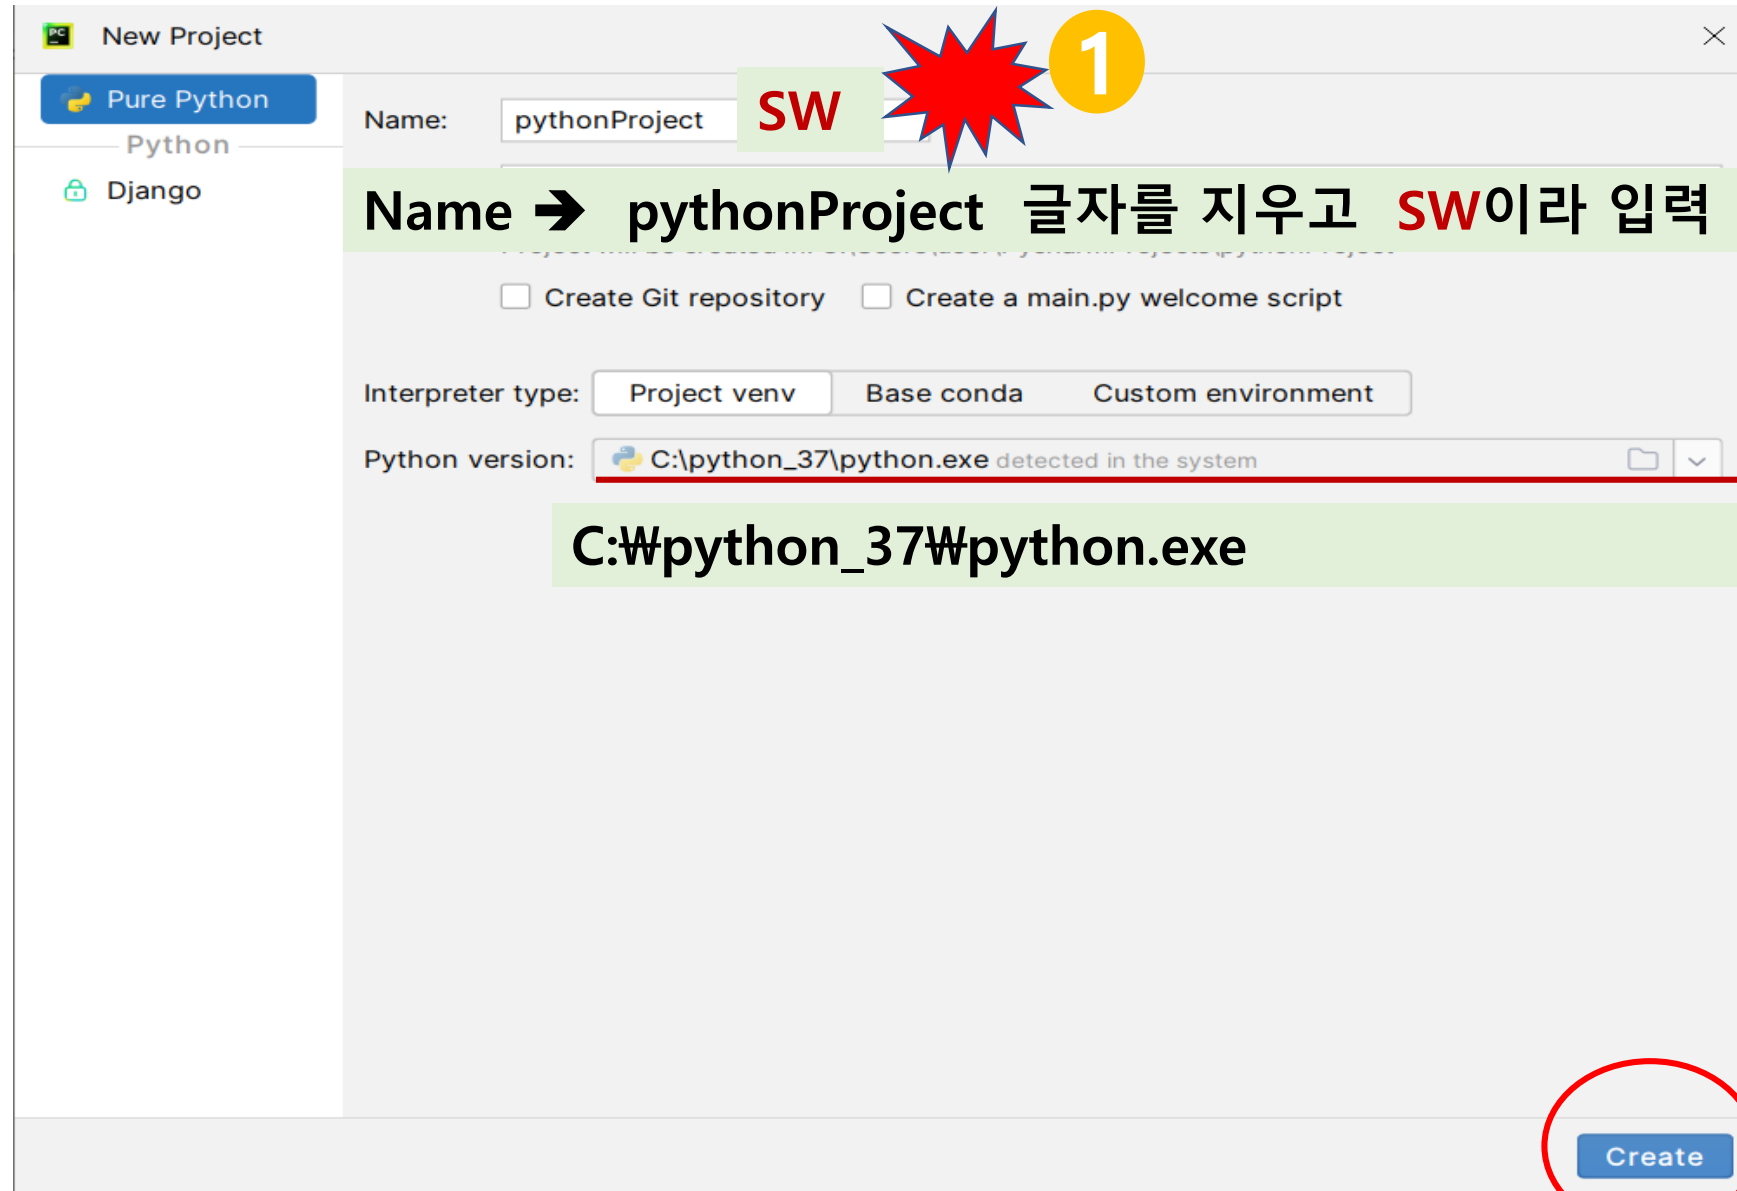 PC New Project
1
Pure Python
Name: pythonProject SW
Python
Django
Name ➔ pythonProject 글자를 지우고 SW이라 입력
Create Git repository Create a main.py welcome script
Interpreter type: Project venv Base conda Custom environment
Python version: C:\python_37\python.exe detected in the system
C:₩python_37₩python.exe
Create